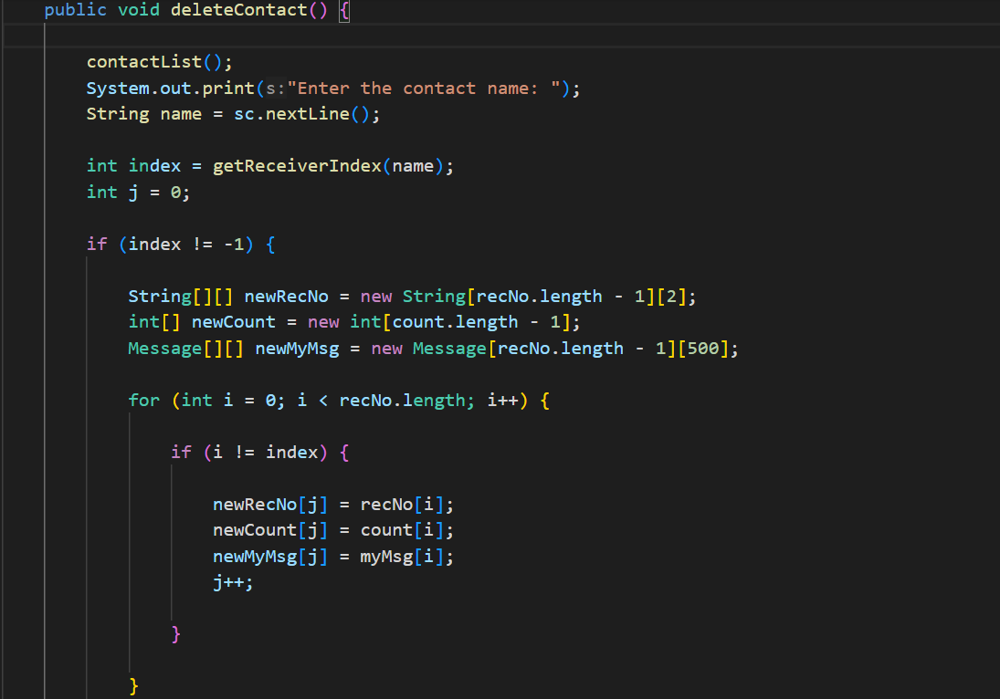 public void deleteContact() {
contactList();
System.out.print(s:"Enter the contact name: ");
String name = sc.nextLine();
int index = getReceiverIndex(name);
int j = 0;
if (index != -1) {
String[][] newRecNo = new String[recNo.length - 1][2];
int[] newCount = new int[count.length - 1];
Message[][] newMyMsg = new Message[recNo.length - 1][500];
for (int i = 0; i < recNo.length; i++) {
if (i != index) {
newRecNo[j] = recNo[i];
newCount[j] = count[i];
newMyMsg[j] = myMsg[i];
j++;
}
}